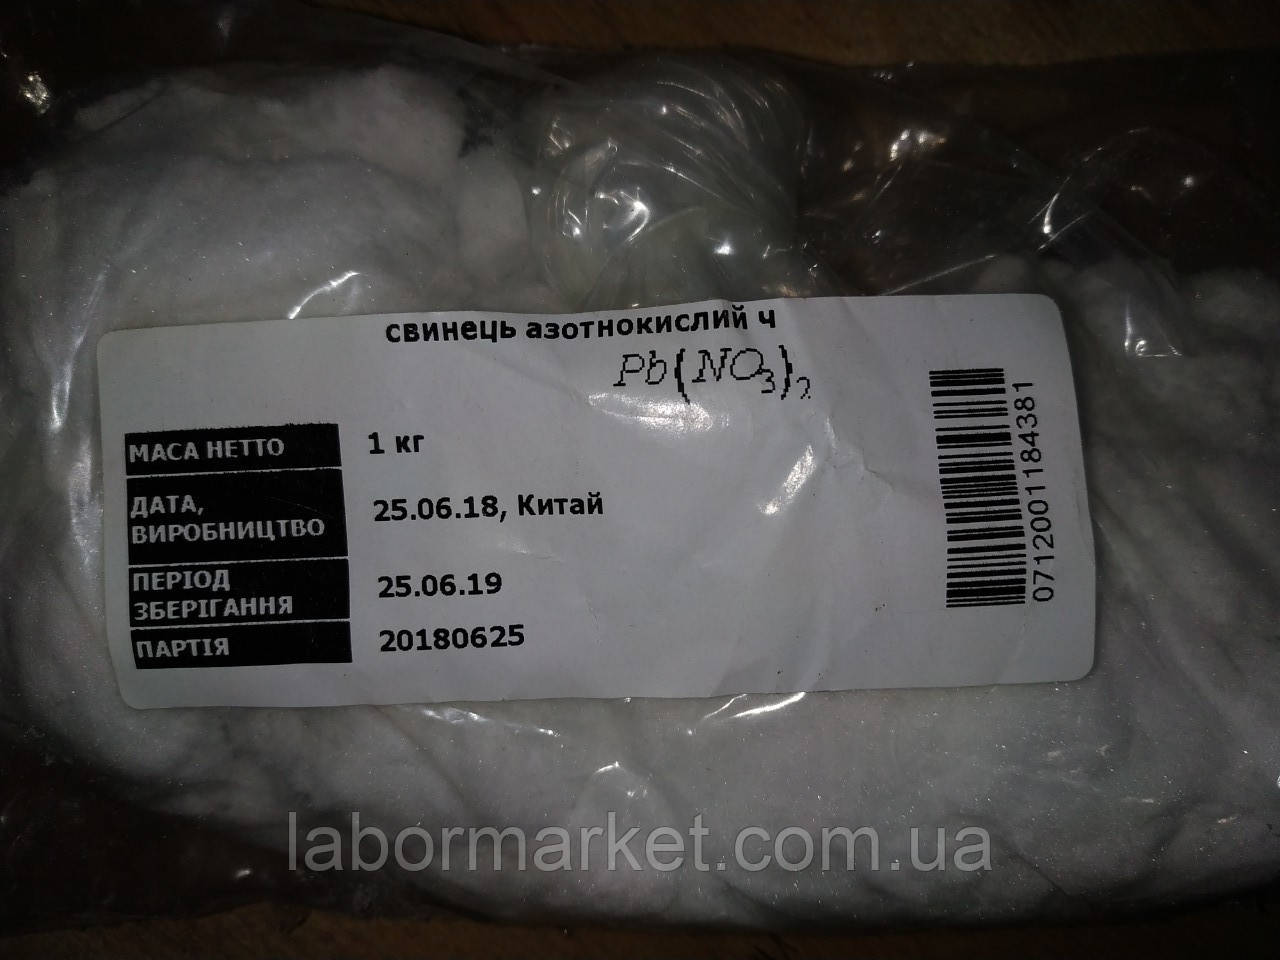 свинець азотнокислий ч
Pb(NO3)2
МАСА НЕТТО 1 кг
ДАТА, ВИРОБНИЦТВО 25.06.18, Китай
ПЕРІОД ЗБЕРІГАННЯ 25.06.19
ПАРТІЯ 20180625
0712001184381
labormarket.com.ua